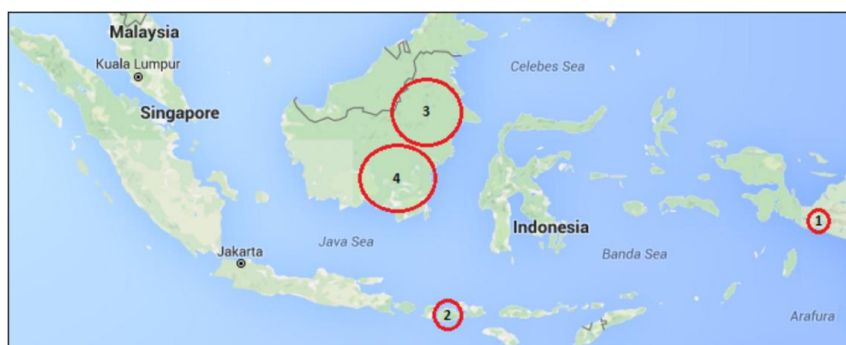 Malaysia
Kuala Lumpur
Celebes Sea
3
Singapore
4
1
Indonesia
Java Sea
Jakarta
Banda Sea
2
Arafura